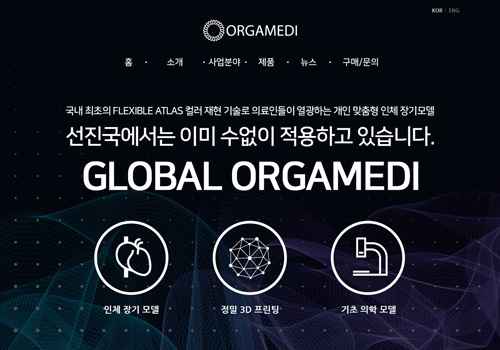 KOR | ENG
ORGAMEDI
홈 · 소개 · 사업분야 · 제품 · 뉴스 · 구매/문의
국내 최초의 FLEXIBLE ATLAS 컬러 재현 기술로 의료인들이 열광하는 개인 맞춤형 인체 장기모델
선진국에서는 이미 수없이 적용하고 있습니다.
GLOBAL ORGAMEDI
인체 장기 모델
정밀 3D 프린팅
기초 의학 모델